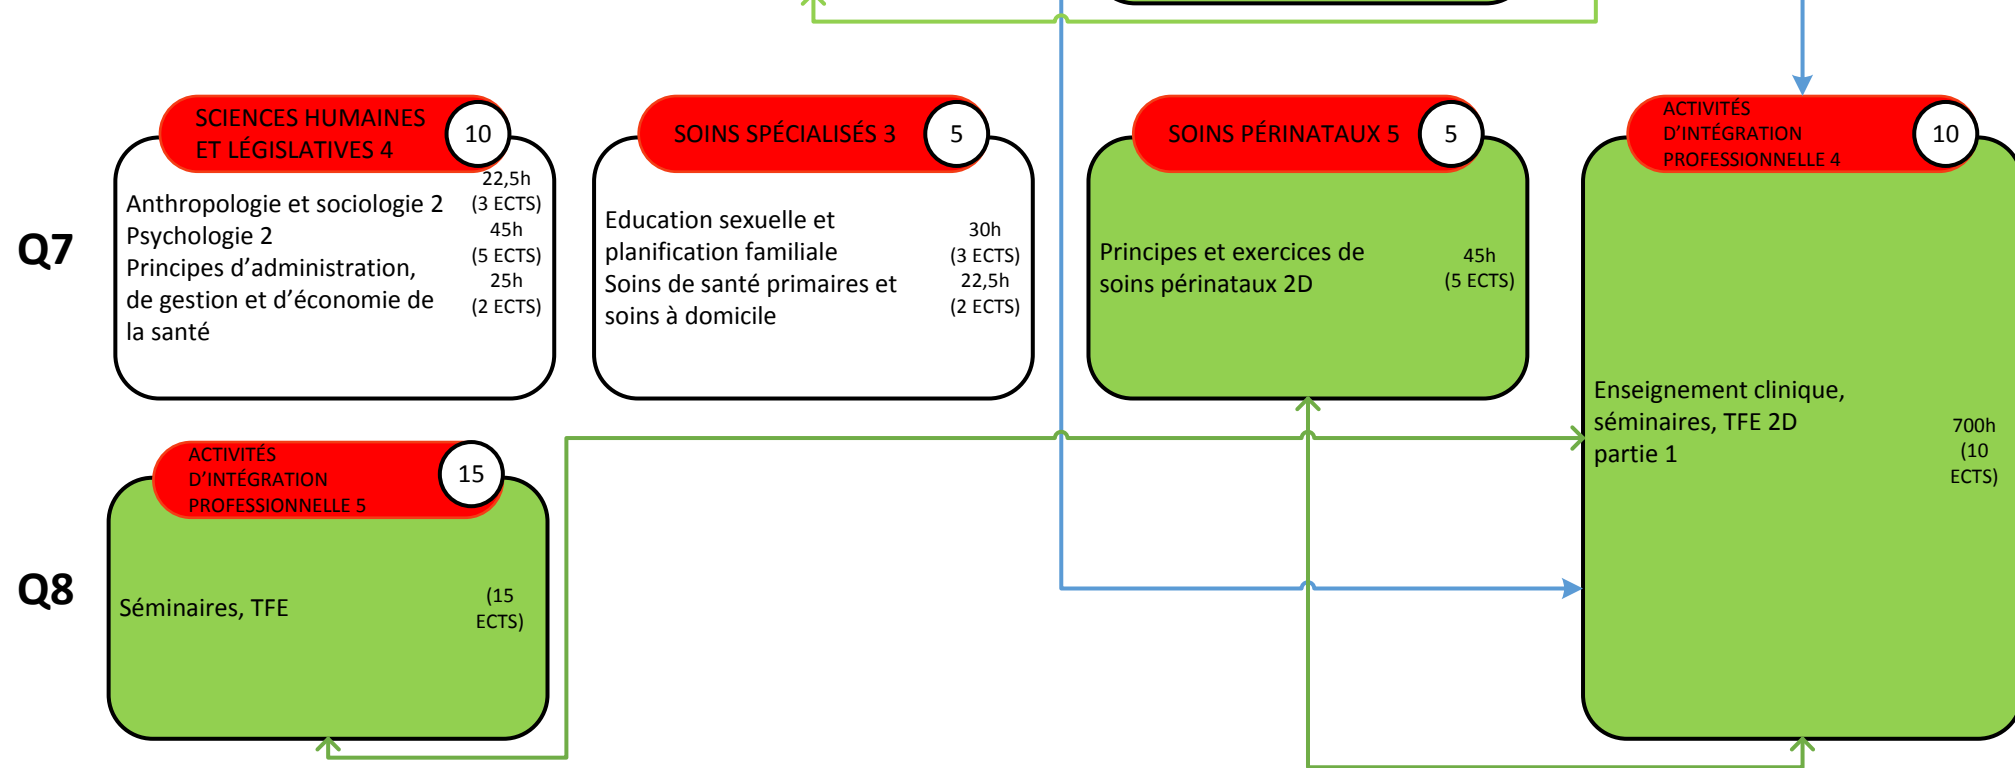 Q7
SCIENCES HUMAINES
ET LÉGISLATIVES 4
10
Anthropologie et sociologie 2
Psychologie 2
Principes d’administration,
de gestion et d’économie de
la santé
22,5h
(3 ECTS)
45h
(5 ECTS)
25h
(2 ECTS)
SOINS SPÉCIALISÉS 3
5
Education sexuelle et
planification familiale
Soins de santé primaires et
soins à domicile
30h
(3 ECTS)
22,5h
(2 ECTS)
SOINS PÉRINATAUX 5
5
Principes et exercices de
soins périnataux 2D
45h
(5 ECTS)
ACTIVITÉS
D’INTÉGRATION
PROFESSIONNELLE 4
10
Enseignement clinique,
séminaires, TFE 2D
partie 1
700h
(10
ECTS)
Q8
ACTIVITÉS
D’INTÉGRATION
PROFESSIONNELLE 5
15
Séminaires, TFE
(15
ECTS)